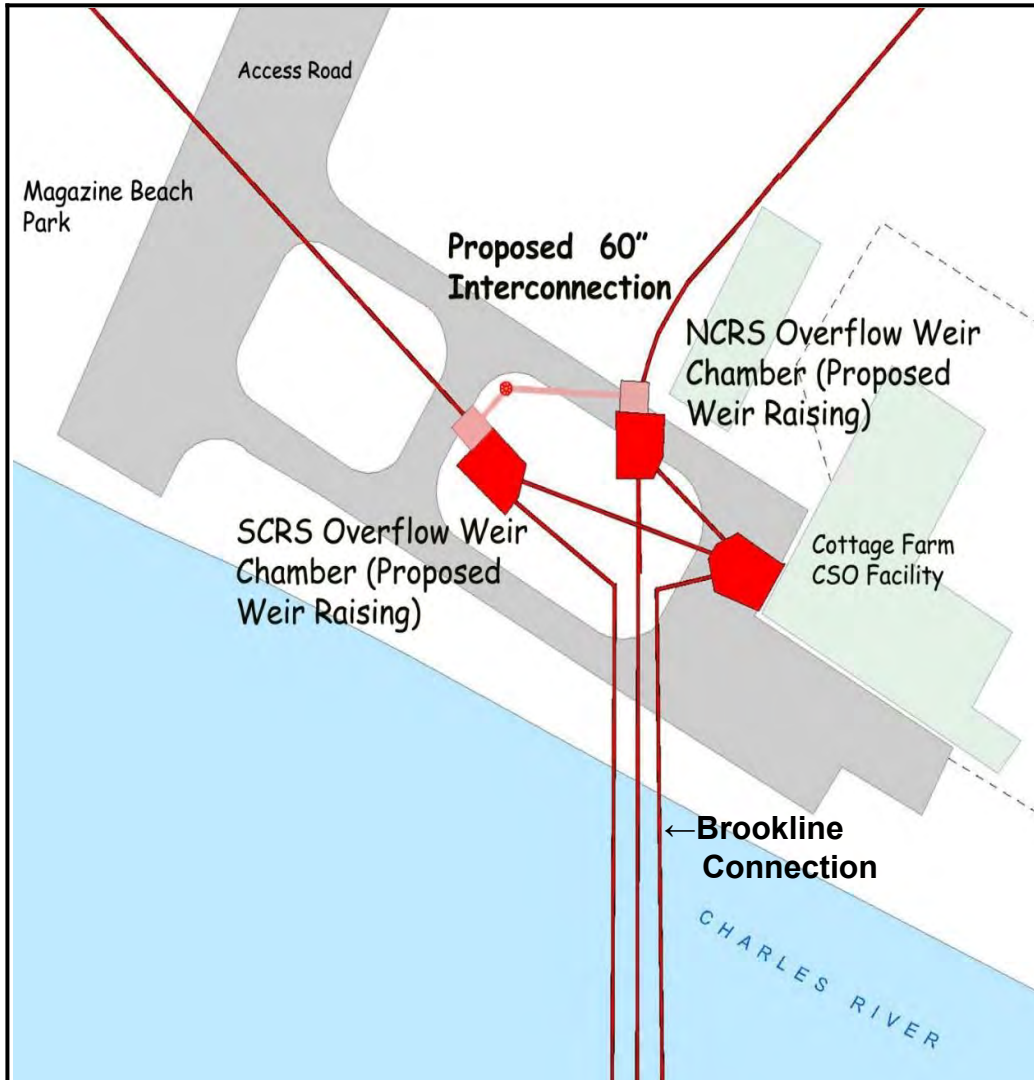 Access Road
Magazine Beach
Park
Proposed 60”
Interconnection
NCRS Overflow Weir
Chamber (Proposed
Weir Raising)
SCRS Overflow Weir
Chamber (Proposed
Weir Raising)
Cottage Farm
CSO Facility
←Brookline
Connection
CHARLES RIVER